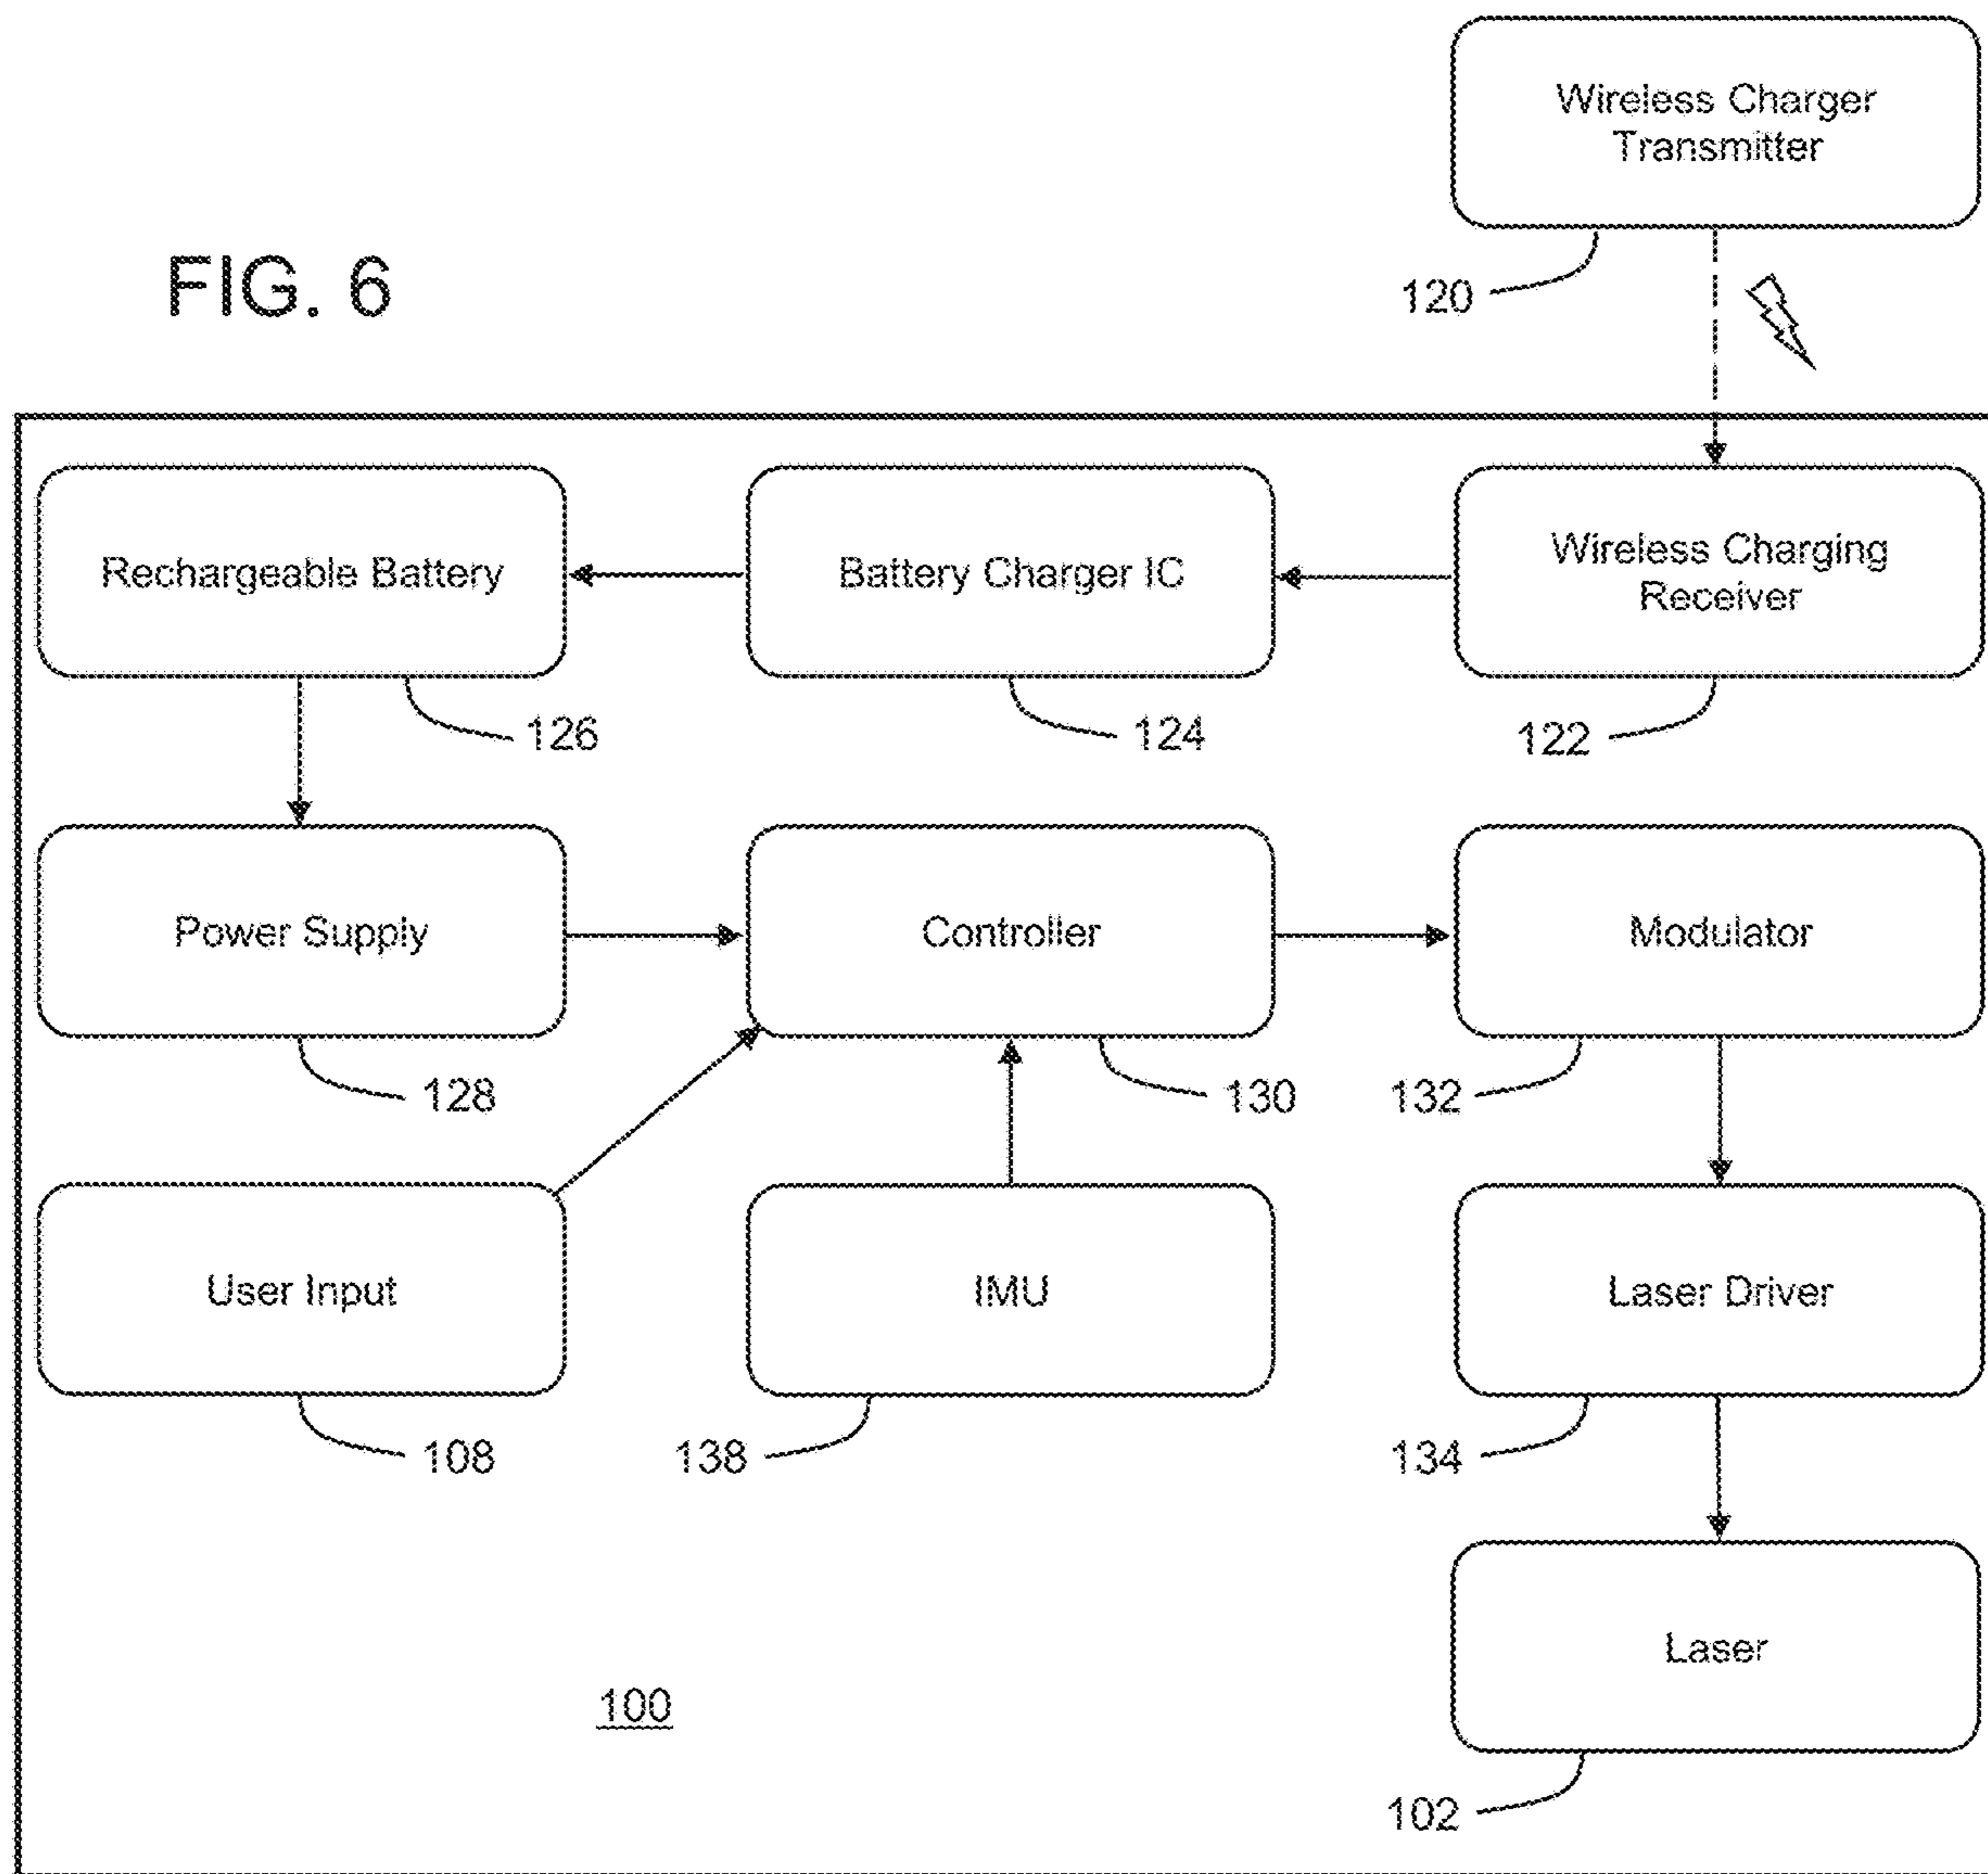 Wireless Charger
Transmitter
FIG. 6
120
Rechargeable Battery
Battery Charger IC
Wireless Charging
Receiver
126
124
122
Power Supply
Controller
Modulator
128
130
132
User Input
IMU
Laser Driver
108
138
134
Laser
100
102